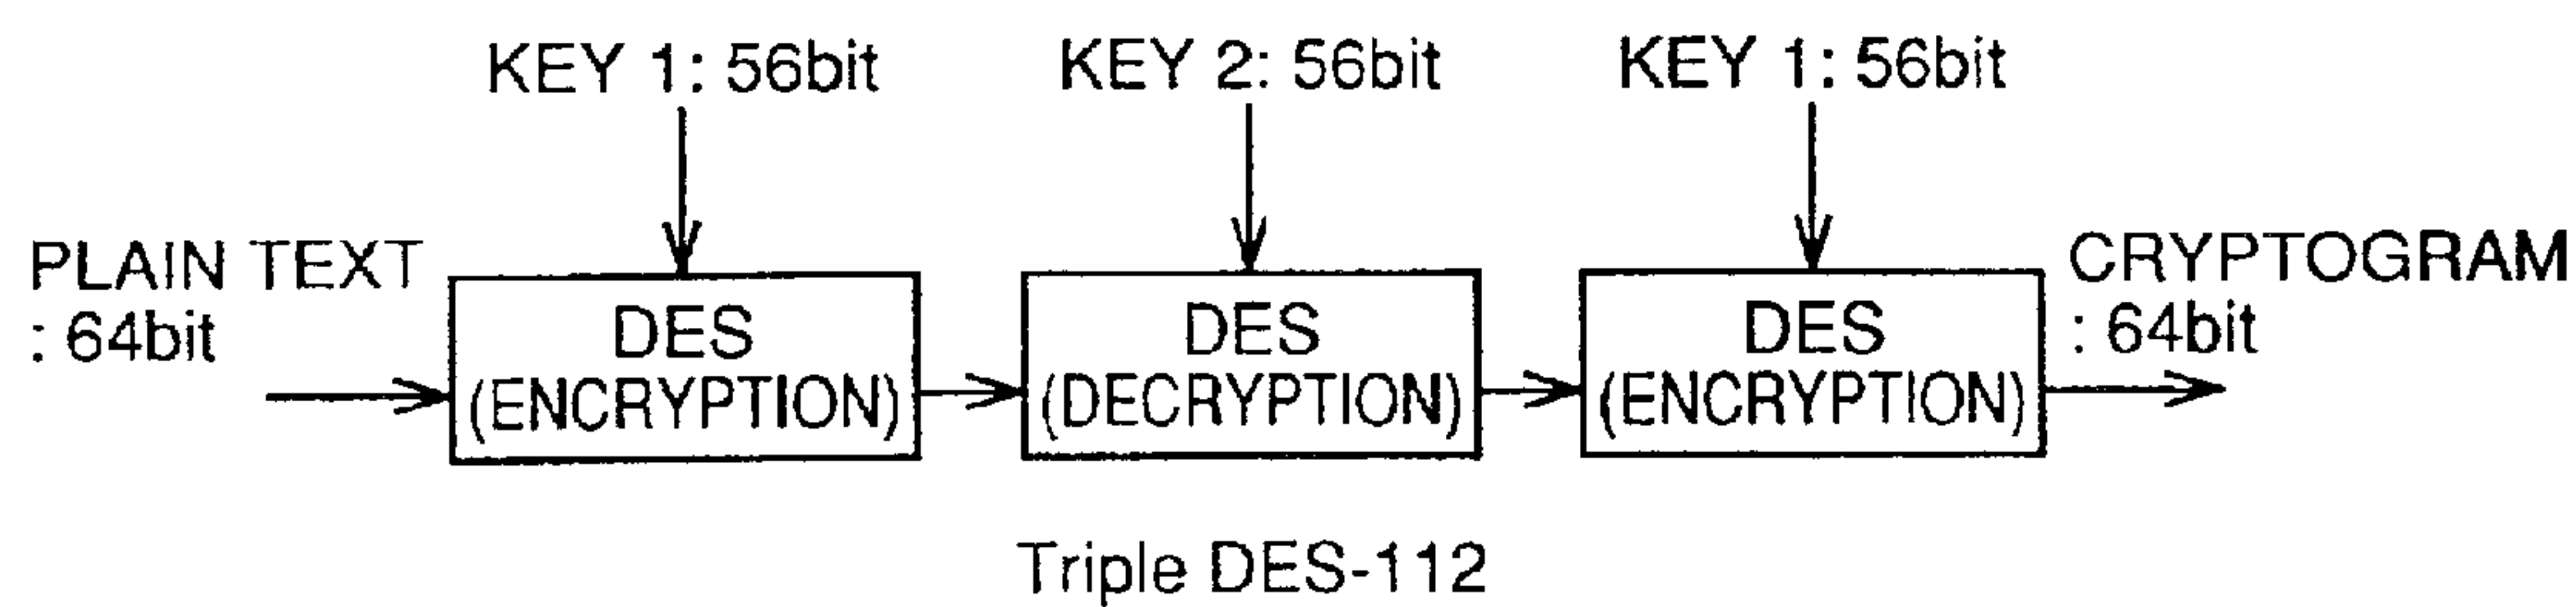 KEY 1: 56bit
KEY 2: 56bit
KEY 1: 56bit
PLAIN TEXT
: 64bit
DES
(ENCRYPTION)
DES
(DECRYPTION)
DES
(ENCRYPTION)
CRYPTOGRAM
: 64bit
Triple DES-112